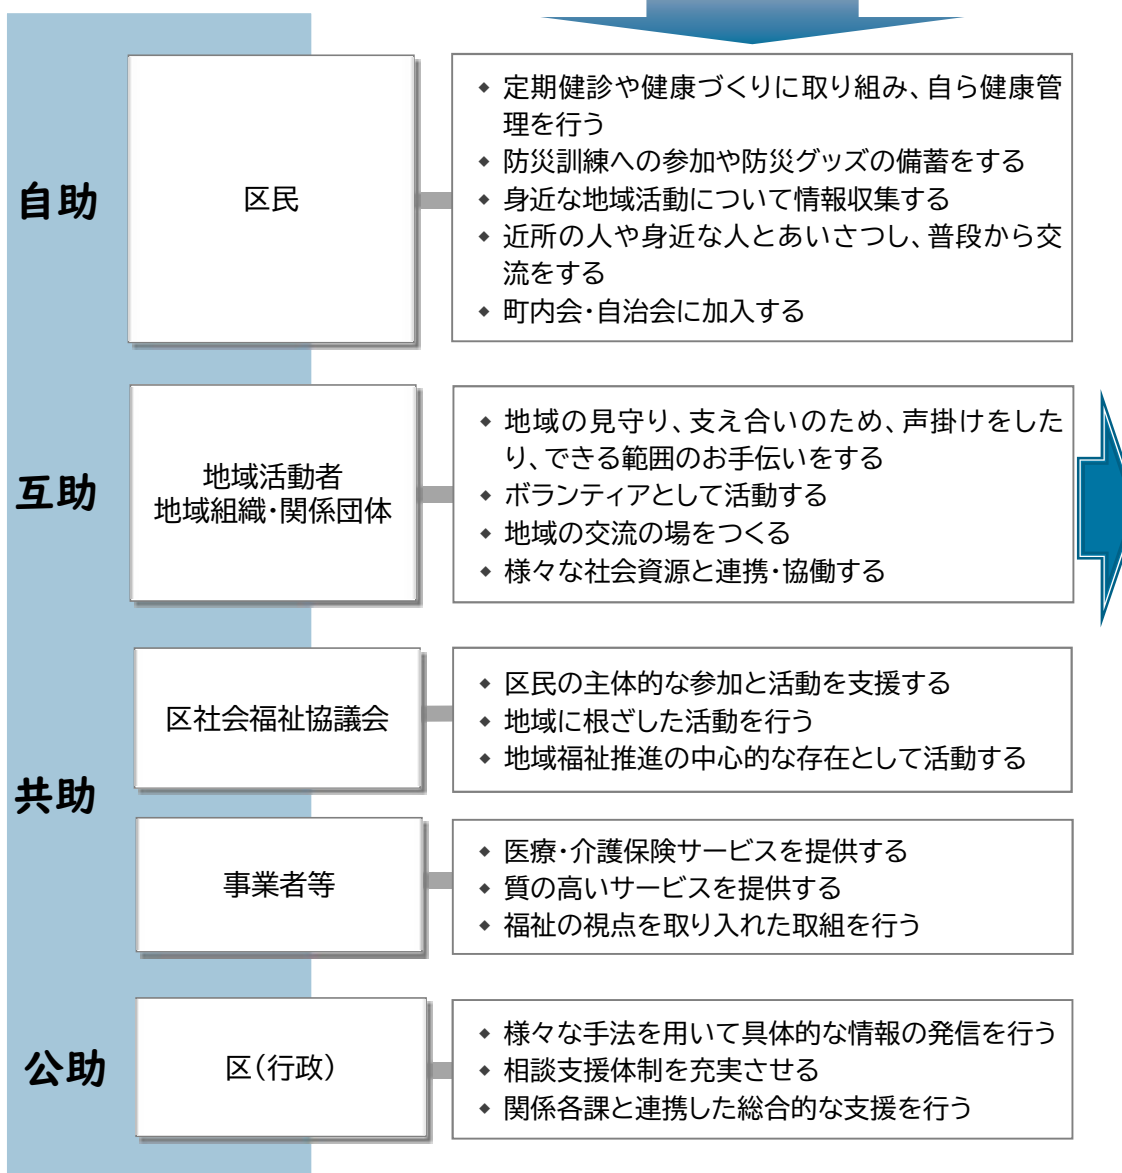 自助
区民
◆ 定期健診や健康づくりに取り組み、自ら健康管
理を行う
◆ 防災訓練への参加や防災グッズの備蓄をする
◆ 身近な地域活動について情報収集する
◆ 近所の人や身近な人とあいさつし、普段から交
流をする
◆ 町内会・自治会に加入する
互助
地域活動者
地域組織・関係団体
◆ 地域の見守り、支え合いのため、声掛けをした
り、できる範囲のお手伝いをする
◆ ボランティアとして活動する
◆ 地域の交流の場をつくる
◆ 様々な社会資源と連携・協働する
共助
区社会福祉協議会
◆ 区民の主体的な参加と活動を支援する
◆ 地域に根ざした活動を行う
◆ 地域福祉推進の中心的な存在として活動する
事業者等
◆ 医療・介護保険サービスを提供する
◆ 質の高いサービスを提供する
◆ 福祉の視点を取り入れた取組を行う
公助
区（行政）
◆ 様々な手法を用いて具体的な情報の発信を行う
◆ 相談支援体制を充実させる
◆ 関係各課と連携した総合的な支援を行う